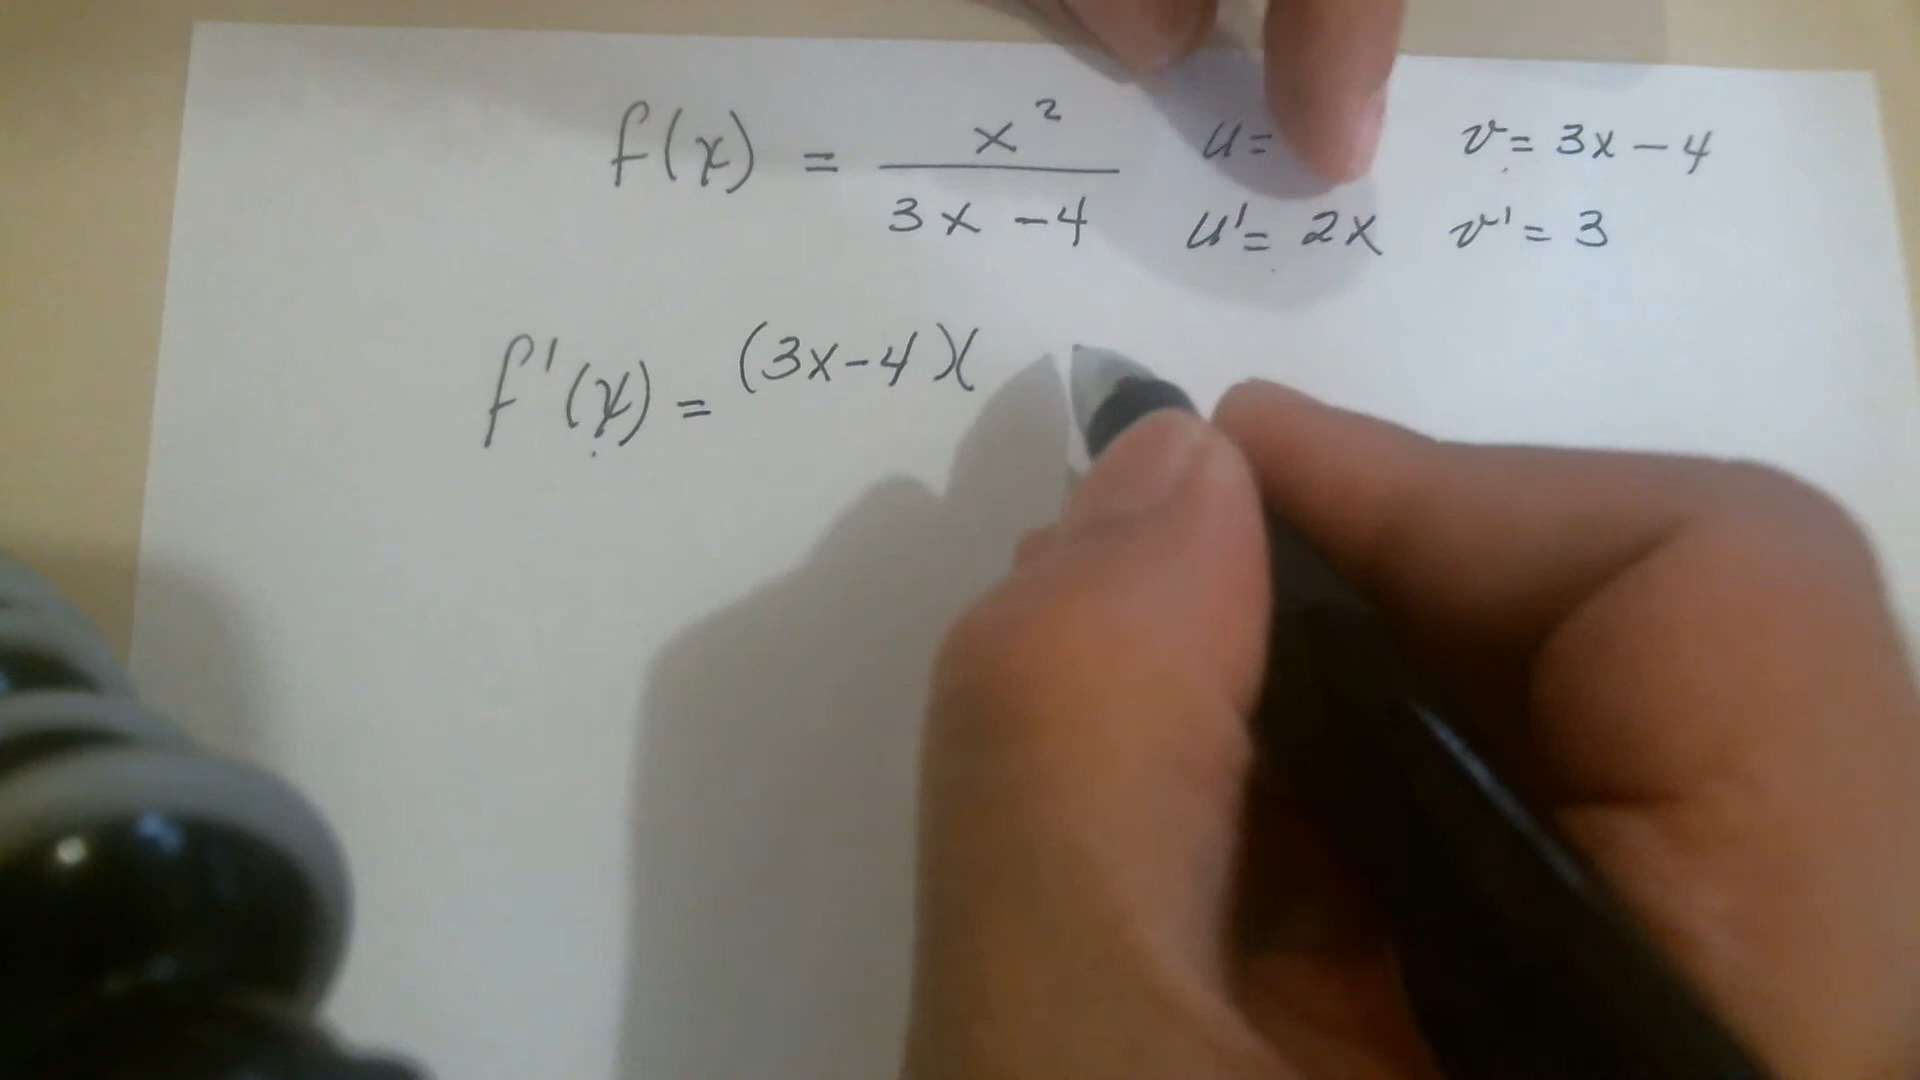 f(x) = x² / 3x - 4 u= v = 3x - 4
u' = 2x v' = 3
f'(x) = (3x-4)(